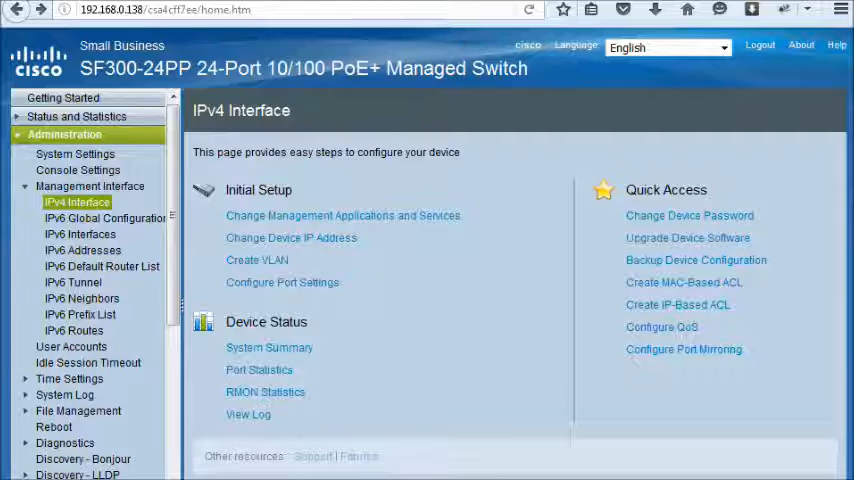 192.168.0.138/csa4cff7ee/home.htm
Small Business
cisco Language: English Logout About Help
CISCO SF300-24PP 24-Port 10/100 PoE+ Managed Switch
Getting Started
Status and Statistics
Administration
System Settings
Console Settings
Management Interface
IPv4 Interface
IPv6 Global Configuration
IPv6 Interfaces
IPv6 Addresses
IPv6 Default Router List
IPv6 Tunnel
IPv6 Neighbors
IPv6 Prefix List
IPv6 Routes
User Accounts
Idle Session Timeout
Time Settings
System Log
File Management
Reboot
Diagnostics
Discovery - Bonjour
Discovery - LLDP
IPv4 Interface
This page provides easy steps to configure your device
Initial Setup
Change Management Applications and Services
Change Device IP Address
Create VLAN
Configure Port Settings
Device Status
System Summary
Port Statistics
RMON Statistics
View Log
Quick Access
Change Device Password
Upgrade Device Software
Backup Device Configuration
Create MAC-Based ACL
Create IP-Based ACL
Configure QoS
Configure Port Mirroring
Other resources: Support | Forums